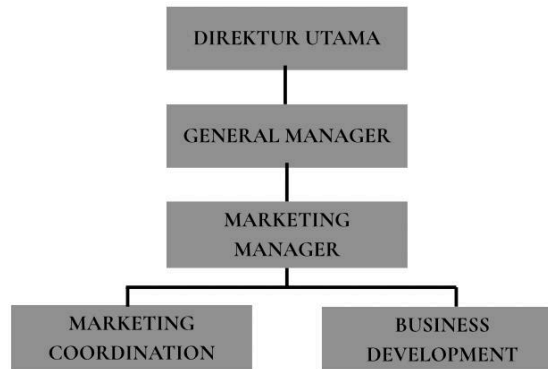 DIREKTUR UTAMA
GENERAL MANAGER
MARKETING
MANAGER
MARKETING
COORDINATION
BUSINESS
DEVELOPMENT